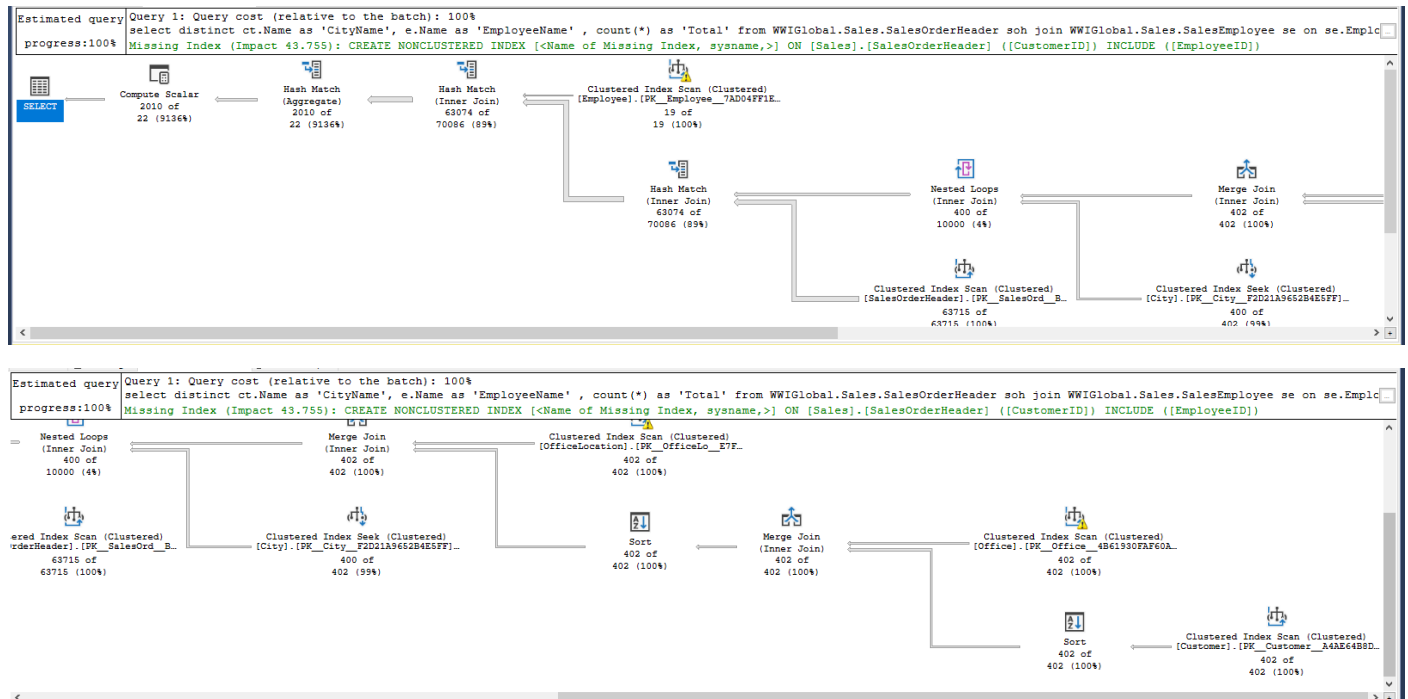 Estimated query progress:100%
Query 1: Query cost (relative to the batch): 100%
select distinct ct.Name as 'CityName', e.Name as 'EmployeeName' , count(*) as 'Total' from WWIGlobal.Sales.SalesOrderHeader soh join WWIGlobal.Sales.SalesEmployee se on se.Emplc
Missing Index (Impact 43.755): CREATE NONCLUSTERED INDEX [<Name of Missing Index, sysname,>] ON [Sales].[SalesOrderHeader] ([CustomerID]) INCLUDE ([EmployeeID])
SELECT
Compute Scalar
2010 of
22 (9136%)
Hash Match
(Aggregate)
2010 of
22 (9136%)
Hash Match
(Inner Join)
63074 of
70086 (89%)
Clustered Index Scan (Clustered)
[Employee].[PK__Employee__7AD04FF1E…
19 of
19 (100%)
Hash Match
(Inner Join)
63074 of
70086 (89%)
Nested Loops
(Inner Join)
400 of
10000 (4%)
Merge Join
(Inner Join)
402 of
402 (100%)
Clustered Index Scan (Clustered)
[SalesOrderHeader].[PK__SalesOrd__B…
63715 of
63715 (100%)
Clustered Index Seek (Clustered)
[City].[PK__City__F2D21A9652B4E5FF]…
400 of
402 (99%)
Estimated query progress:100%
Query 1: Query cost (relative to the batch): 100%
select distinct ct.Name as 'CityName', e.Name as 'EmployeeName' , count(*) as 'Total' from WWIGlobal.Sales.SalesOrderHeader soh join WWIGlobal.Sales.SalesEmployee se on se.Emplc
Missing Index (Impact 43.755): CREATE NONCLUSTERED INDEX [<Name of Missing Index, sysname,>] ON [Sales].[SalesOrderHeader] ([CustomerID]) INCLUDE ([EmployeeID])
Nested Loops
(Inner Join)
400 of
10000 (4%)
Merge Join
(Inner Join)
402 of
402 (100%)
Clustered Index Scan (Clustered)
[OfficeLocation].[PK__OfficeLo__E7F…
402 of
402 (100%)
ered Index Scan (Clustered)
rderHeader].[PK__SalesOrd__B…
63715 of
63715 (100%)
Clustered Index Seek (Clustered)
[City].[PK__City__F2D21A9652B4E5FF]…
400 of
402 (99%)
Sort
402 of
402 (100%)
Merge Join
(Inner Join)
402 of
402 (100%)
Clustered Index Scan (Clustered)
[Office].[PK__Office__4B61930FAF60A…
402 of
402 (100%)
Sort
402 of
402 (100%)
Clustered Index Scan (Clustered)
[Customer].[PK__Customer__A4AE64B8D…
402 of
402 (100%)